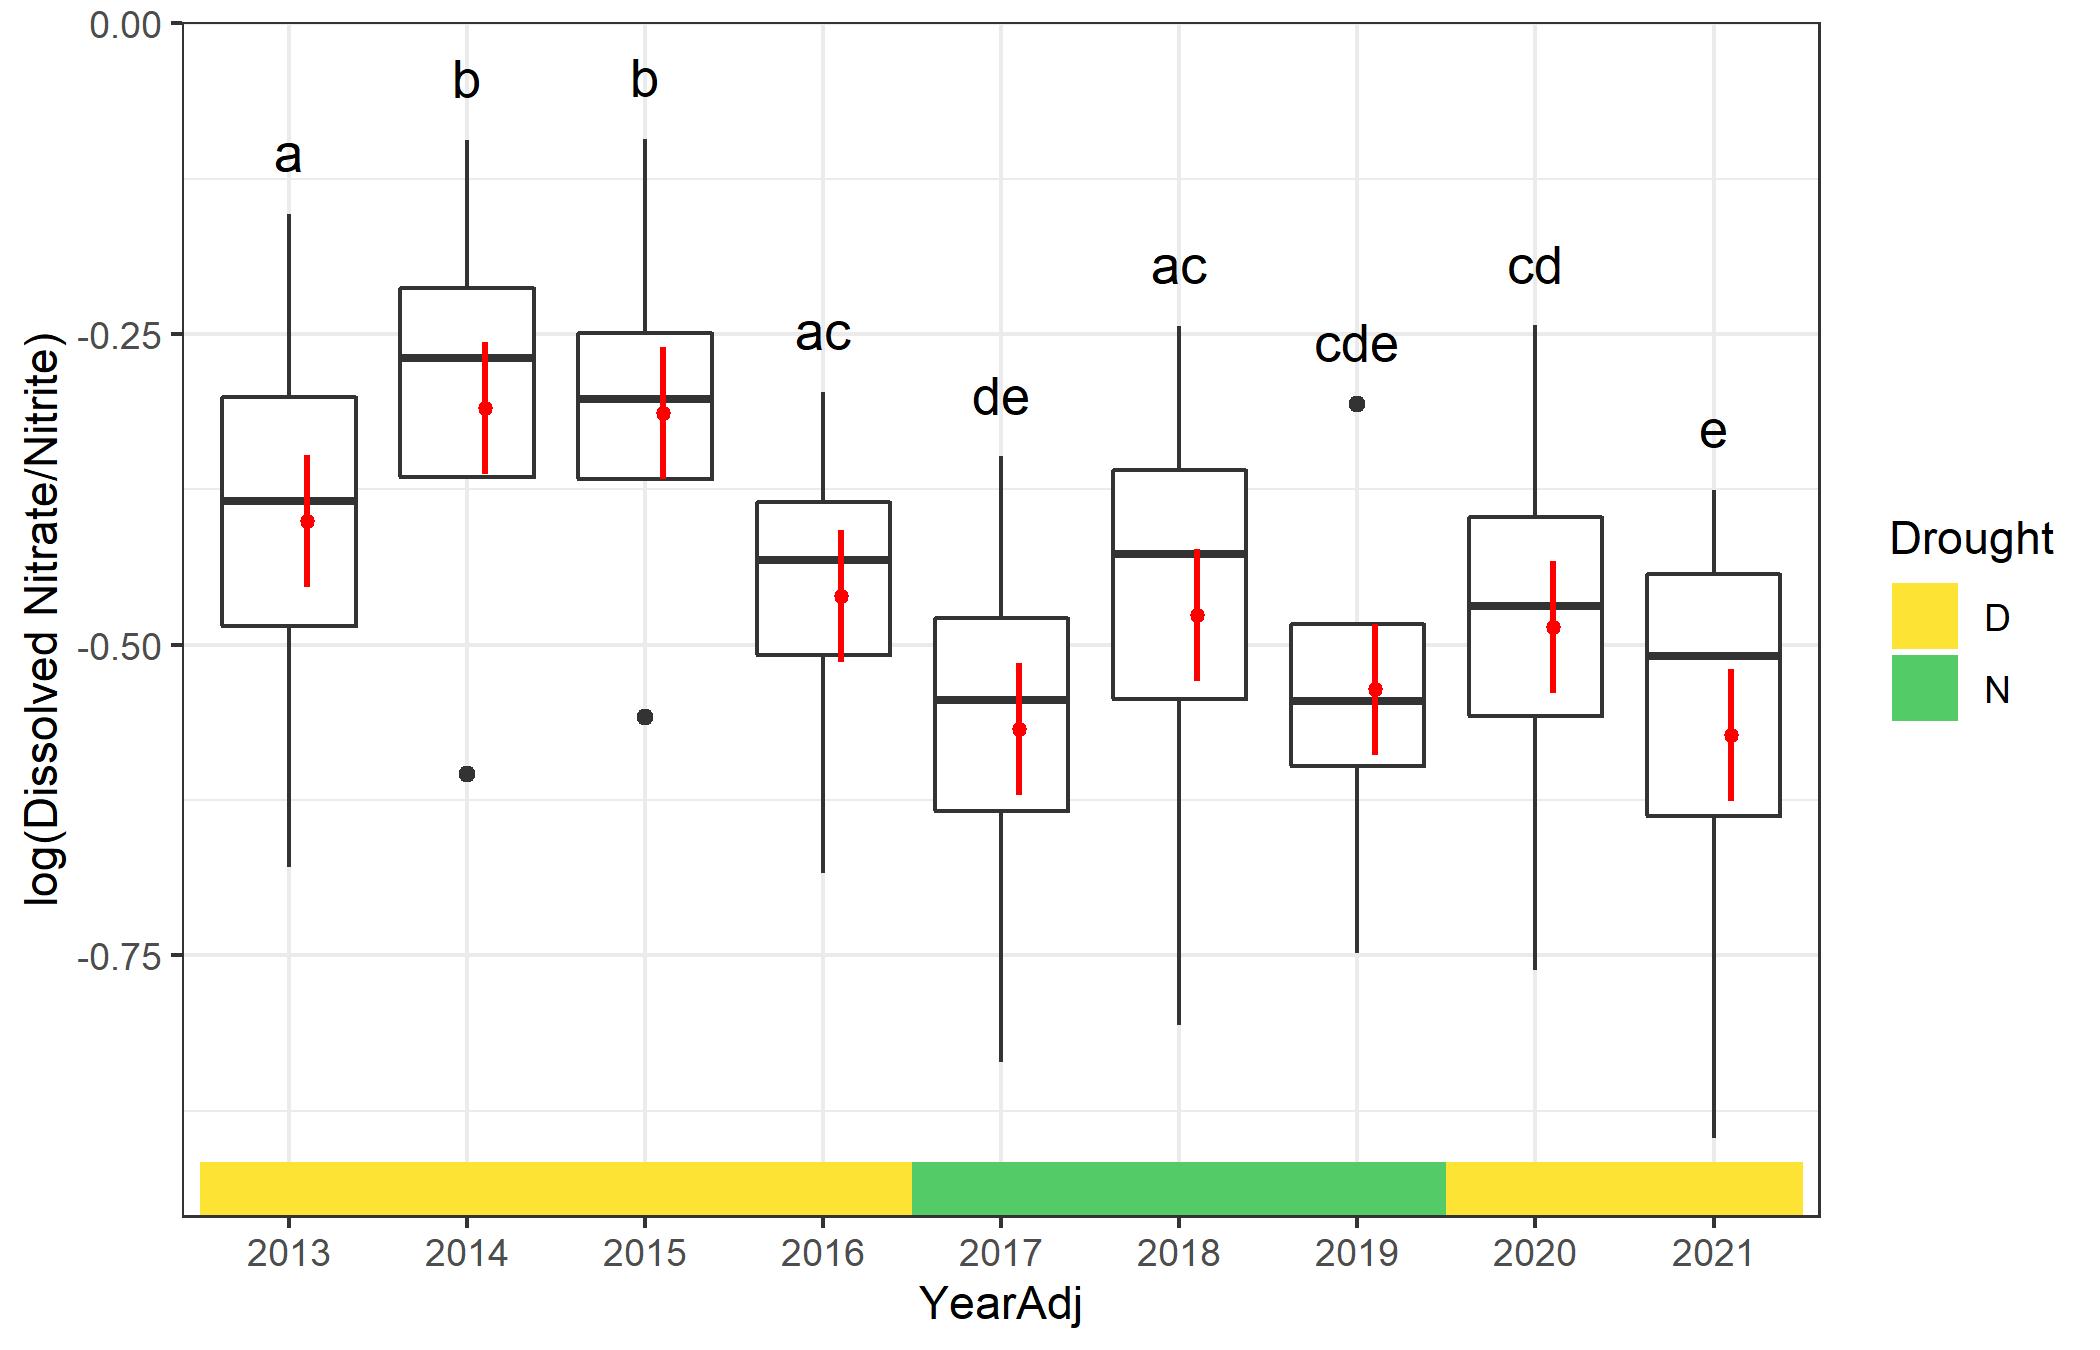 0.00
-0.25
-0.50
-0.75
log(Dissolved Nitrate/Nitrite)
a
b
b
ac
de
ac
cde
cd
e
2013
2014
2015
2016
2017
2018
2019
2020
2021
YearAdj
Drought
D
N